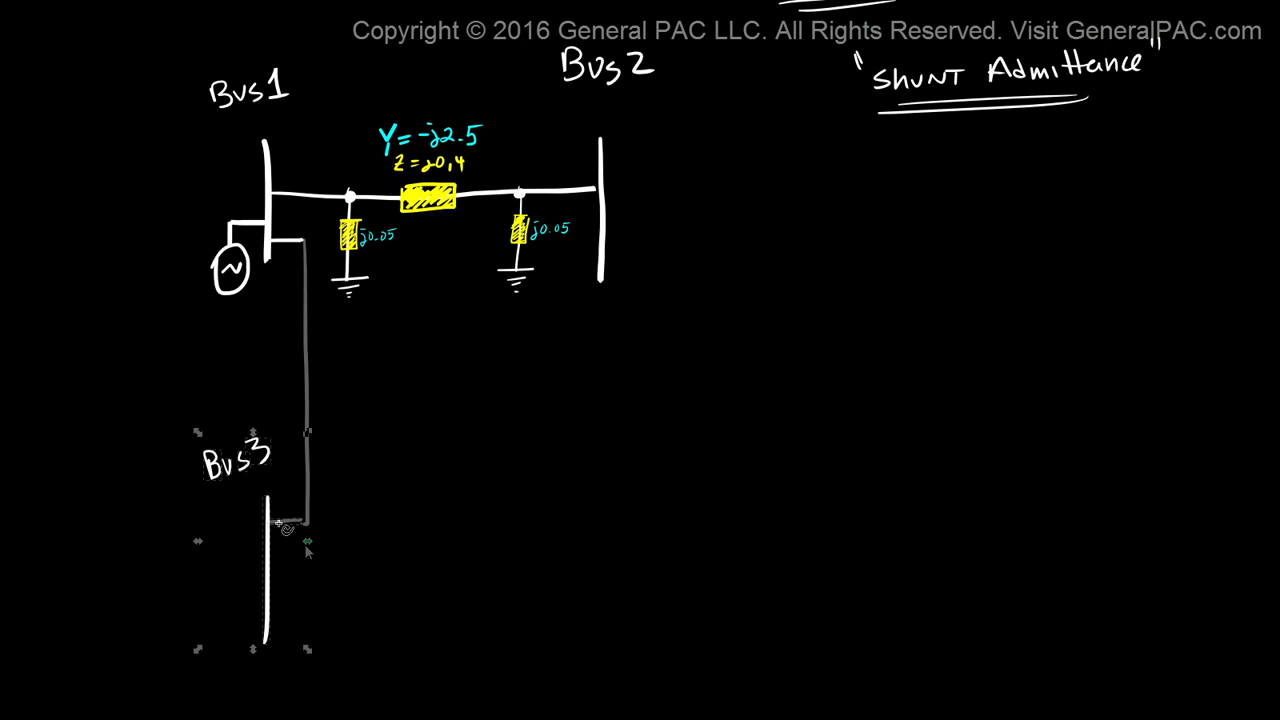 Copyright © 2016 General PAC LLC. All Rights Reserved. Visit GeneralPAC.com
Bus1
Bus2
"SHUNT Admittance"
Y=-j2.5
Z=j0.4
j0.05
j0.05
~
Bus3